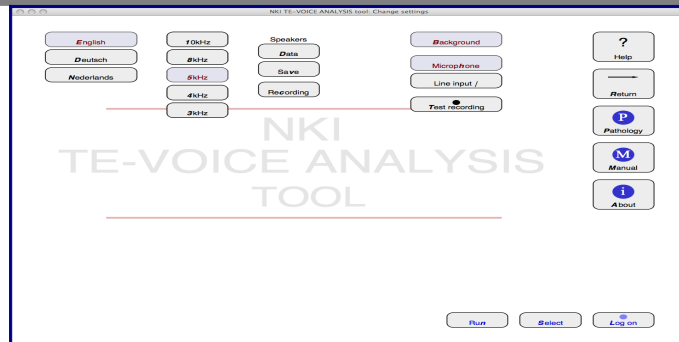 NKI TE-VOICE ANALYSIS tool: Change settings
English
Deutsch
Nederlands
10kHz
8kHz
5kHz
4kHz
3kHz
Speakers
Data
Save
Recording
Background
Microphone
Line input /
Test recording
?
Help
Return
P
Pathology
M
Manual
i
About
NKI
TE-VOICE ANALYSIS
TOOL
Run
Select
Log on